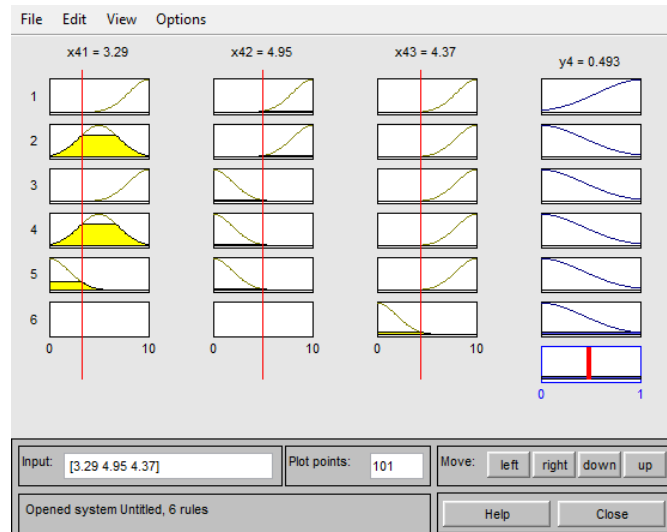 File Edit View Options
x41 = 3.29 x42 = 4.95 x43 = 4.37 y4 = 0.493
1
2
3
4
5
6
0 10 0 10 0 10
0 1
Input: [3.29 4.95 4.37] Plot points: 101 Move: left right down up
Opened system Untitled, 6 rules Help Close